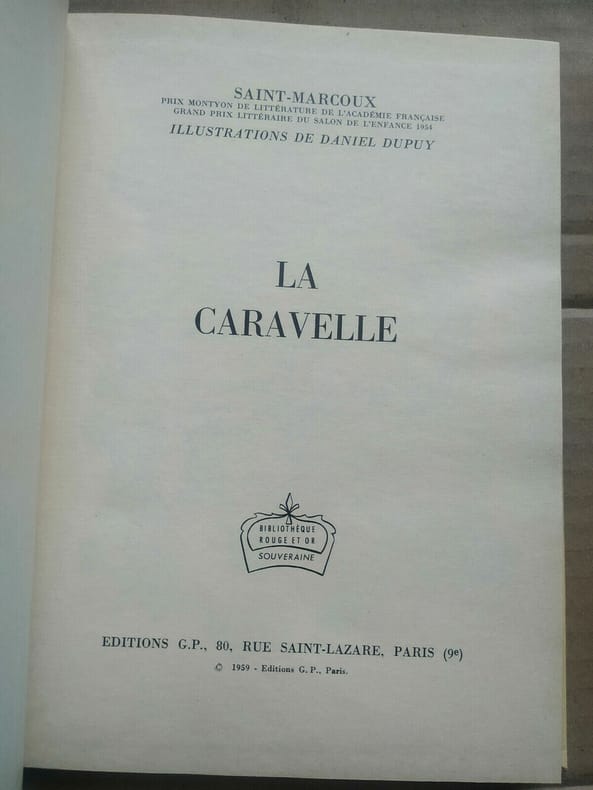 SAINT-MARCOUX
PRIX MONTYON DE LITTÉRATURE DE L'ACADÉMIE FRANÇAISE
GRAND PRIX LITTÉRAIRE DU SALON DE L'ENFANCE 1954
ILLUSTRATIONS DE DANIEL DUPUY
LA
CARAVELLE
BIBLIOTHÈQUE
ROUGE ET OR
SOUVERAINE
EDITIONS G.P., 80, RUE SAINT-LAZARE, PARIS (9e)
© 1959 - Editions G. P., Paris.